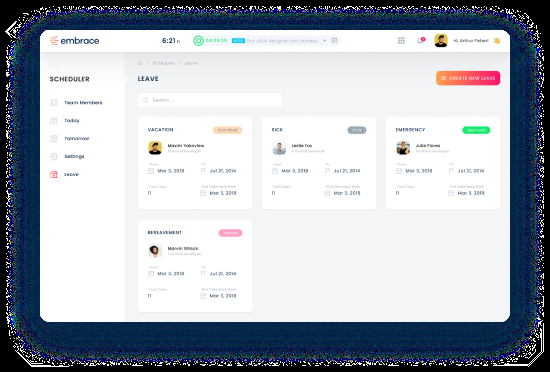 embrace
6:21 h
04:39:25
Our UI/UX designer can't access ...
Hi, Arthur Fisher!
SCHEDULER
Scheduler
Leave
Team Members
Today
Tomorrow
Settings
Leave
LEAVE
CREATE NEW LEAVE
Search ...
VACATION
Submitted
Maxim Yakoviev
Frontend Developer
From
To
Mar 3, 2018
Jul 21, 2014
Total Days
First Date Back Work
11
Mar 3, 2018
SICK
Draft
Leslie Fox
Frontend Developer
From
To
Mar 3, 2018
Jul 21, 2014
Total Days
First Date Back Work
11
Mar 3, 2018
EMERGENCY
Approved
Julie Flores
Frontend Developer
From
To
Mar 3, 2018
Jul 21, 2014
Total Days
First Date Back Work
11
Mar 3, 2018
BEREAVEMENT
Marvin Wilson
Frontend Developer
From
To
Mar 3, 2018
Jul 21, 2014
Total Days
First Date Back Work
11
Mar 3, 2018